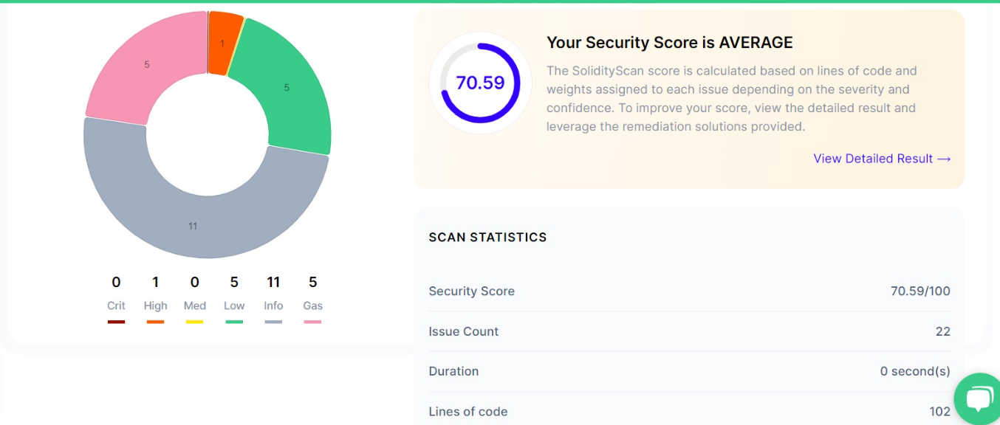 5
1
5
11
0 1 0 5 11 5
Crit High Med Low Info Gas
70.59
Your Security Score is AVERAGE
The SolidityScan score is calculated based on lines of code and
weights assigned to each issue depending on the severity and
confidence. To improve your score, view the detailed result and
leverage the remediation solutions provided.
View Detailed Result →
SCAN STATISTICS
Security Score 70.59/100
Issue Count 22
Duration 0 second(s)
Lines of code 102